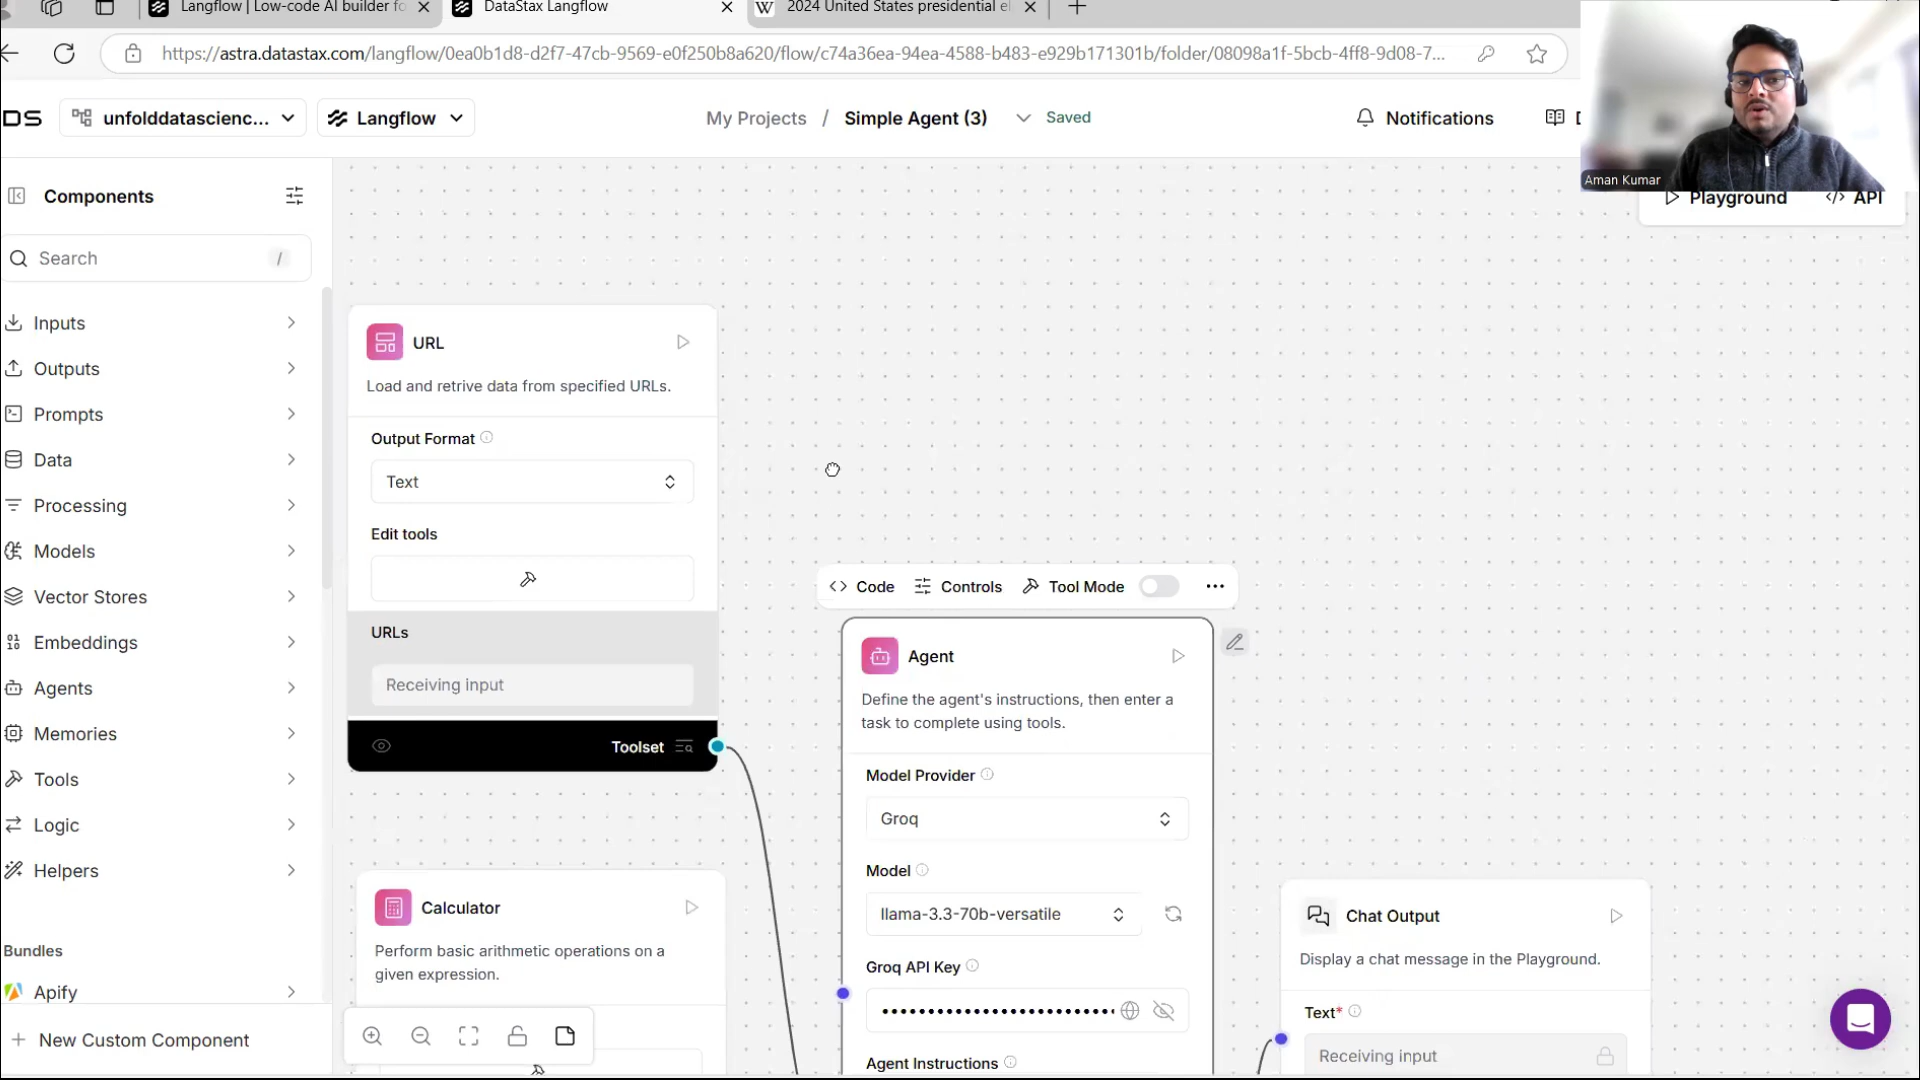 Langflow | Low-code AI builder fo
DataStax Langflow
2024 United States presidential el
https://astra.datastax.com/langflow/0ea0b1d8-d2f7-47cb-9569-e0f250b8a620/flow/c74a36ea-94ea-4588-b483-e929b171301b/folder/08098a1f-5bcb-4ff8-9d08-7...
DS
unfolddatascienc...
Langflow
My Projects / Simple Agent (3)
Saved
Notifications
D
Aman Kumar
Playground
API
Components
Search /
Inputs
Outputs
Prompts
Data
Processing
Models
Vector Stores
Embeddings
Agents
Memories
Tools
Logic
Helpers
Bundles
Apify
New Custom Component
URL
Load and retrive data from specified URLs.
Output Format
Text
Edit tools
URLs
Receiving input
Toolset
Calculator
Perform basic arithmetic operations on a
given expression.
Code
Controls
Tool Mode
Agent
Define the agent's instructions, then enter a
task to complete using tools.
Model Provider
Groq
Model
llama-3.3-70b-versatile
Groq API Key
Agent Instructions
Chat Output
Display a chat message in the Playground.
Text*
Receiving input